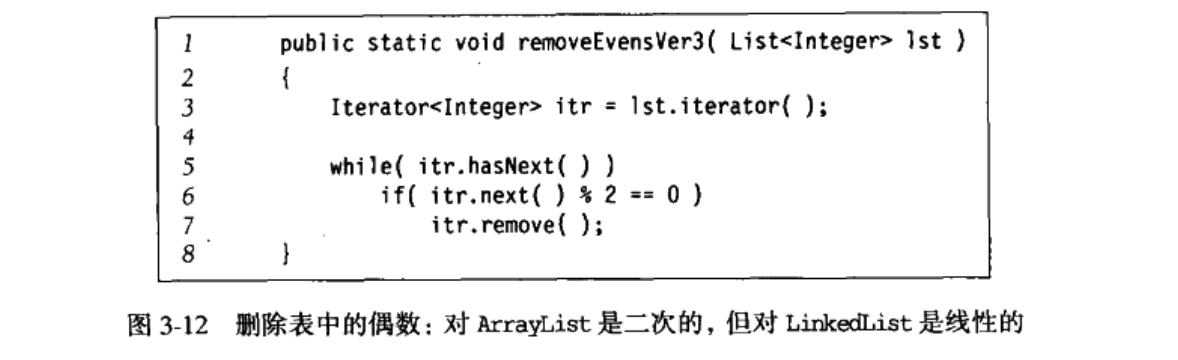 1 public static void removeEvensVer3( List<Integer> lst )
2 {
3 Iterator<Integer> itr = lst.iterator( );
4
5 while( itr.hasNext( ) )
6 if( itr.next( ) % 2 == 0 )
7 itr.remove( );
8 }
图 3-12 删除表中的偶数：对 ArrayList 是二次的，但对 LinkedList 是线性的